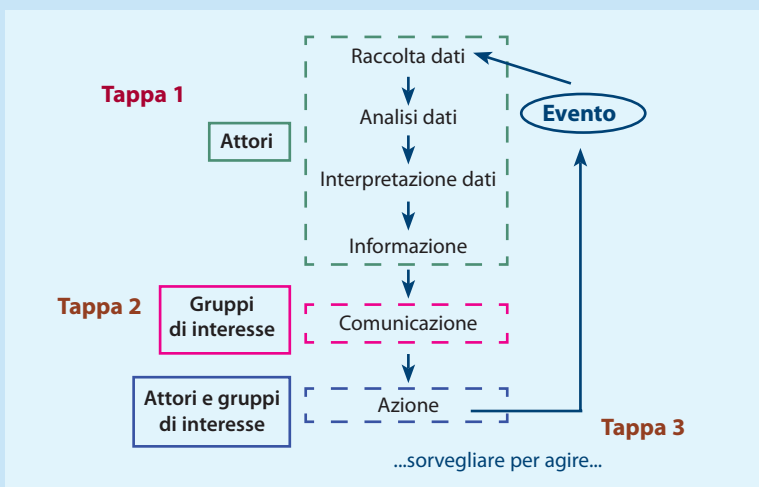 Raccolta dati
Tappa 1
Evento
Analisi dati
Attori
Interpretazione dati
Informazione
Tappa 2
Gruppi
di interesse
Comunicazione
Attori e gruppi
di interesse
Azione
Tappa 3
...sorvegliare per agire...